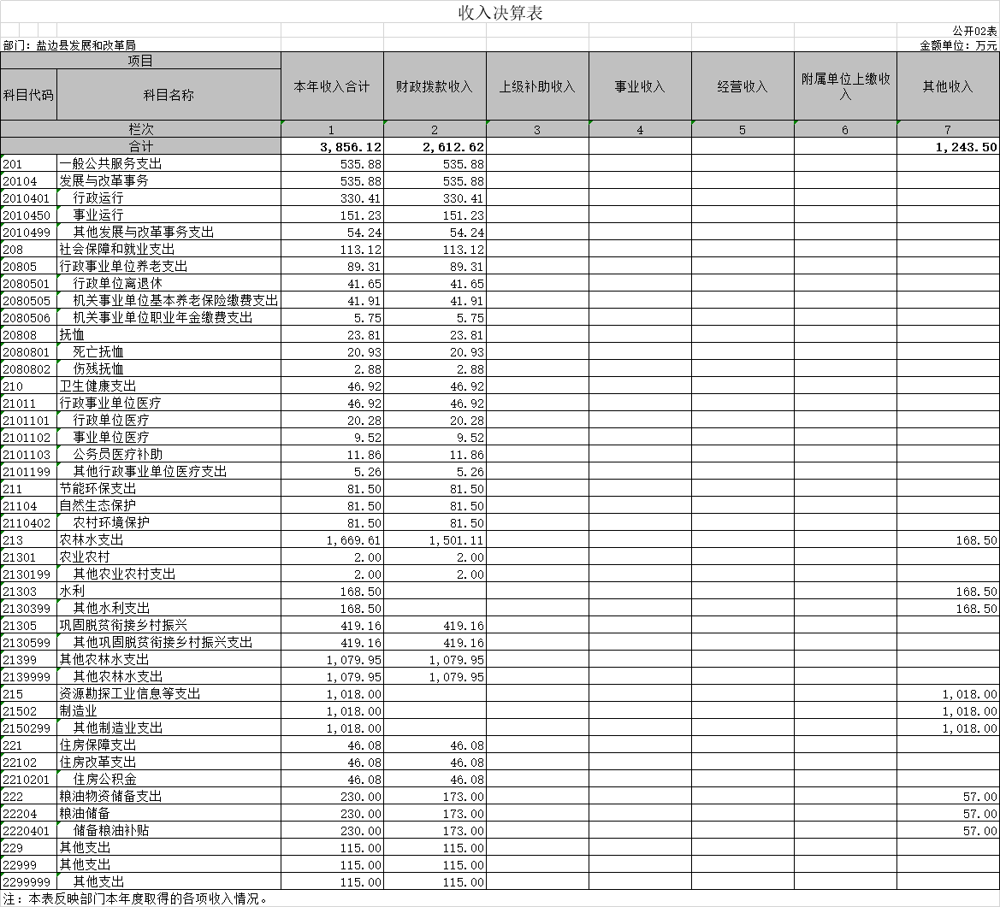 收入决算表
公开02表
部门：盐边县发展和改革局 金额单位：万元
项目 本年收入合计 财政拨款收入 上级补助收入 事业收入 经营收入 附属单位上缴收入 其他收入
科目代码 科目名称
栏次 1 2 3 4 5 6 7
合计 3,856.12 2,612.62 1,243.50
201 一般公共服务支出 535.88 535.88
20104 发展与改革事务 535.88 535.88
2010401 行政运行 330.41 330.41
2010450 事业运行 151.23 151.23
2010499 其他发展与改革事务支出 54.24 54.24
208 社会保障和就业支出 113.12 113.12
20805 行政事业单位养老支出 89.31 89.31
2080501 行政单位离退休 41.65 41.65
2080505 机关事业单位基本养老保险缴费支出 41.91 41.91
2080506 机关事业单位职业年金缴费支出 5.75 5.75
20808 抚恤 23.81 23.81
2080801 死亡抚恤 20.93 20.93
2080802 伤残抚恤 2.88 2.88
210 卫生健康支出 46.92 46.92
21011 行政事业单位医疗 46.92 46.92
2101101 行政单位医疗 20.28 20.28
2101102 事业单位医疗 9.52 9.52
2101103 公务员医疗补助 11.86 11.86
2101199 其他行政事业单位医疗支出 5.26 5.26
211 节能环保支出 81.50 81.50
21104 自然生态保护 81.50 81.50
2110402 农村环境保护 81.50 81.50
213 农林水支出 1,669.61 1,501.11 168.50
21301 农业农村 2.00 2.00
2130199 其他农业农村支出 2.00 2.00
21303 水利 168.50 168.50
2130399 其他水利支出 168.50 168.50
21305 巩固脱贫衔接乡村振兴 419.16 419.16
2130599 其他巩固脱贫衔接乡村振兴支出 419.16 419.16
21399 其他农林水支出 1,079.95 1,079.95
2139999 其他农林水支出 1,079.95 1,079.95
215 资源勘探工业信息等支出 1,018.00 1,018.00
21502 制造业 1,018.00 1,018.00
2150299 其他制造业支出 1,018.00 1,018.00
221 住房保障支出 46.08 46.08
22102 住房改革支出 46.08 46.08
2210201 住房公积金 46.08 46.08
222 粮油物资储备支出 230.00 173.00 57.00
22204 粮油储备 230.00 173.00 57.00
2220401 储备粮油补贴 230.00 173.00 57.00
229 其他支出 115.00 115.00
22999 其他支出 115.00 115.00
2299999 其他支出 115.00 115.00
注：本表反映部门本年度取得的各项收入情况。